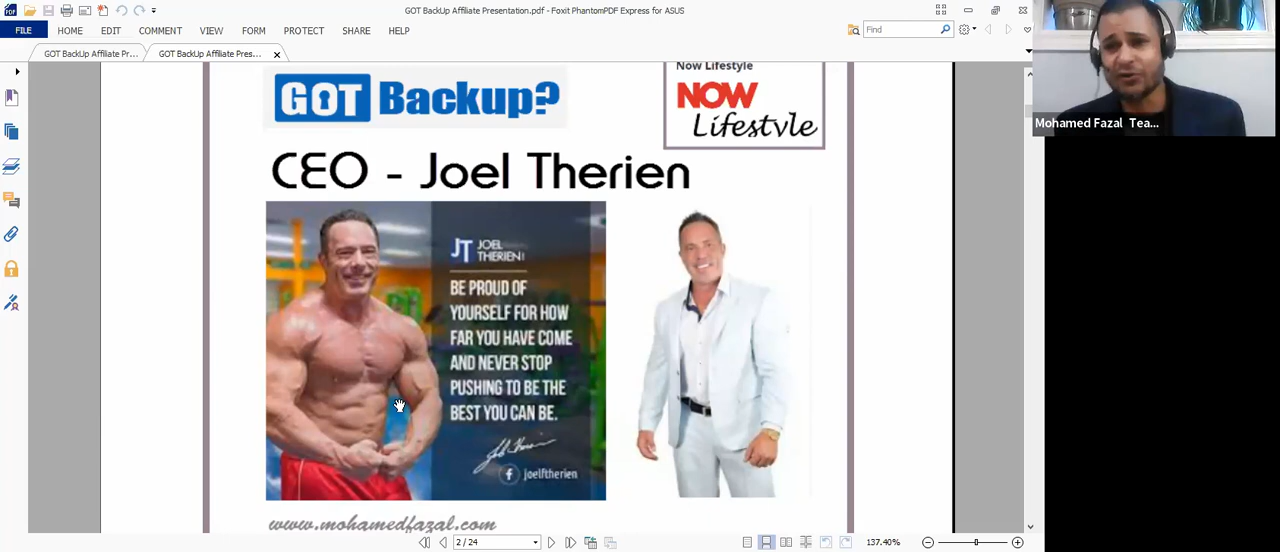 GOT BackUp Affiliate Presentation.pdf - Foxit PhantomPDF Express for ASUS
FILE HOME EDIT COMMENT VIEW FORM PROTECT SHARE HELP
Find
GOT BackUp Affiliate Pr... GOT BackUp Affiliate Pres...
Mohamed Fazal Tea...
GOT Backup?
Now Lifestyle
NOW
Lifestyle
CEO - Joel Therien
JT JOEL
THERIEN
BE PROUD OF
YOURSELF FOR HOW
FAR YOU HAVE COME
AND NEVER STOP
PUSHING TO BE THE
BEST YOU CAN BE.
joelftherien
www.mohamedfazal.com
2 / 24
137.40%